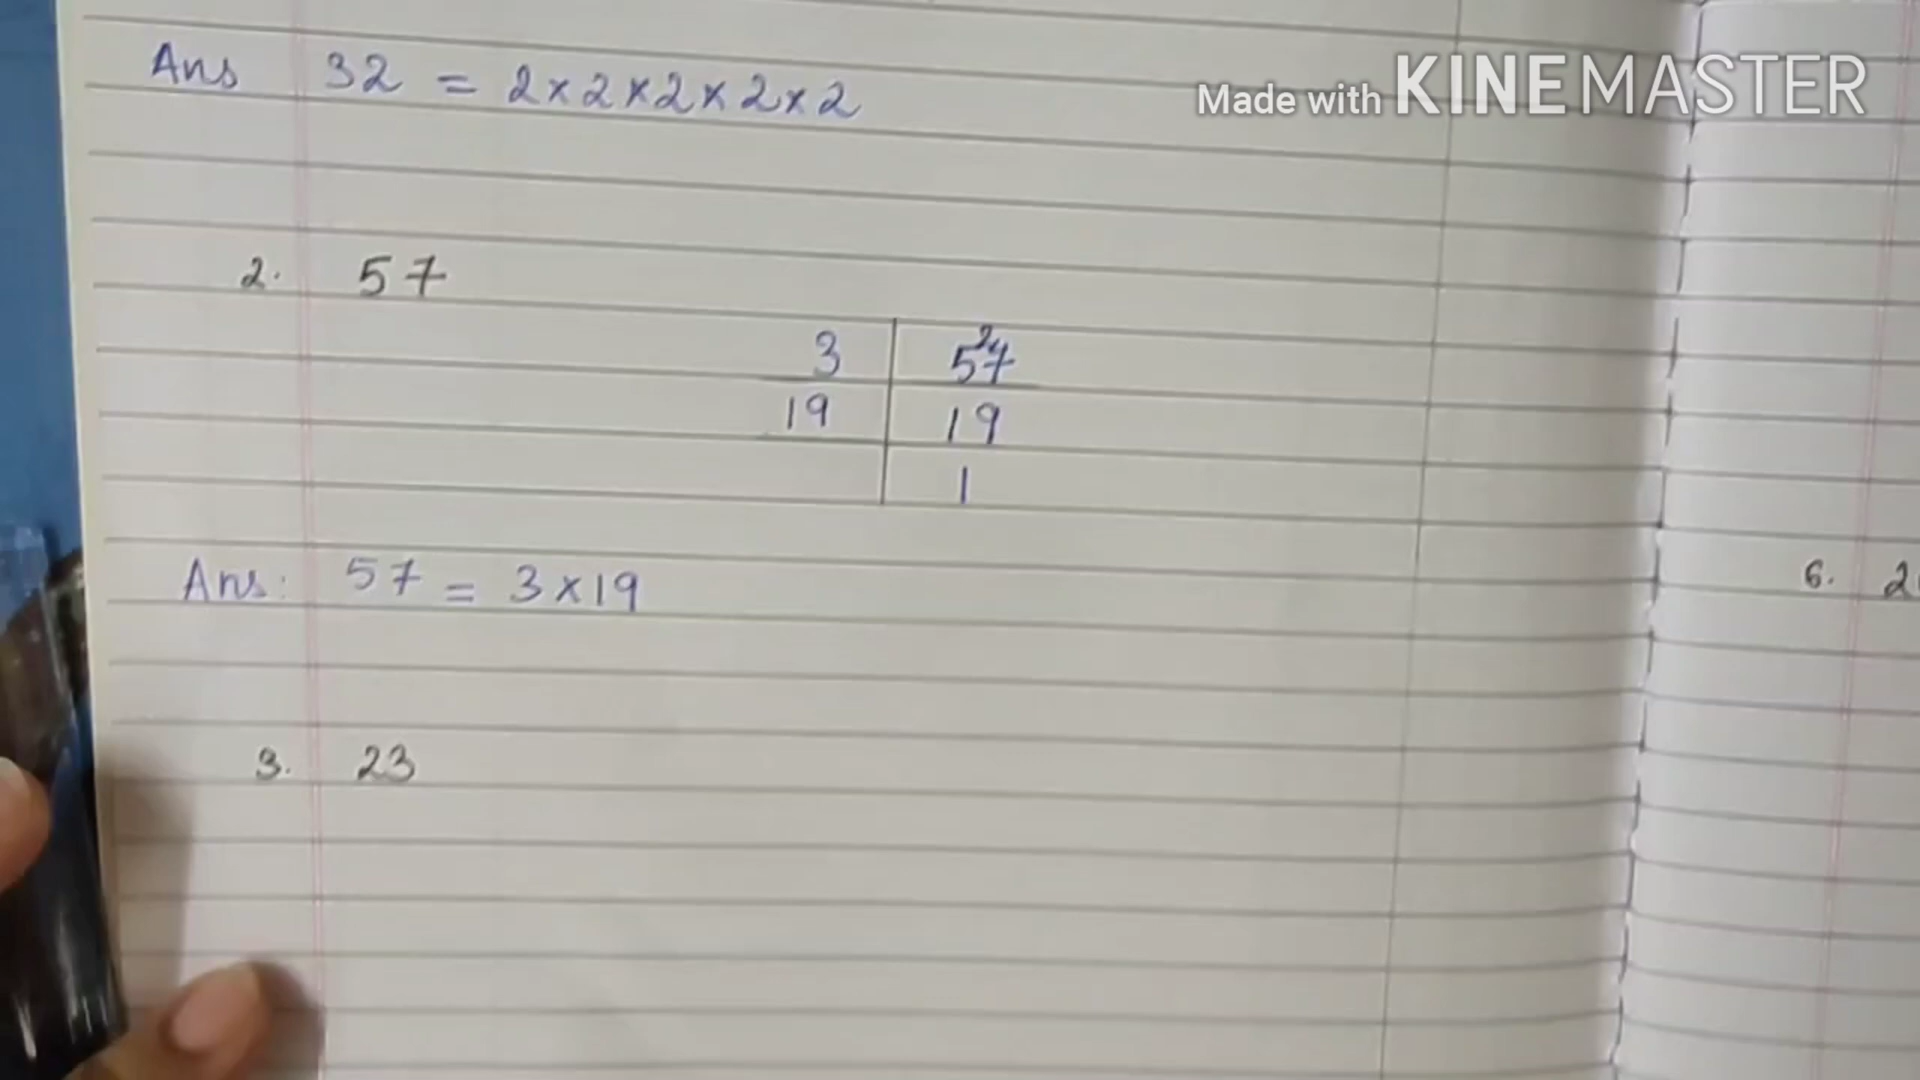 Ans 32 = 2×2×2×2×2
Made with KINEMASTER
2. 57
3 57
19 19
1
Ans: 57 = 3×19
6.
3. 23